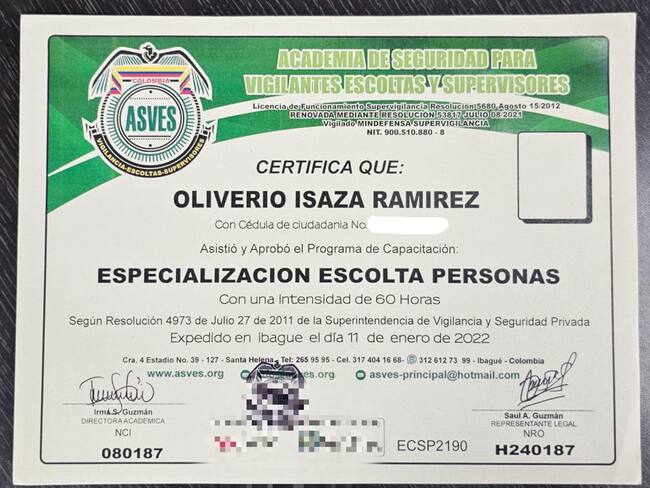 COLOMBIA
ASVES
VIGILANCIA-ESCOLTAS-SUPERVISORES
ACADEMIA DE SEGURIDAD PARA
VIGILANTES ESCOLTAS Y SUPERVISORES
Licencia de Funcionamiento Supervigilancia Resolución 5680 Agosto 15/2012
RENOVADA MEDIANTE RESOLUCIÓN 53817 JULIO 08/2021
Vigilado MINDEFENSA SUPERVIGILANCIA
NIT. 900.510.880 - 8
CERTIFICA QUE:
OLIVERIO ISAZA RAMIREZ
Con Cédula de ciudadania No.
Asistió y Aprobó el Programa de Capacitación:
ESPECIALIZACION ESCOLTA PERSONAS
Con una Intensidad de 60 Horas
Según Resolución 4973 de Julio 27 de 2011 de la Superintendencia de Vigilancia y Seguridad Privada
Expedido en Ibague el día 11 de enero de 2022
Cra. 4 Estadio No. 39 - 127 - Santa Helena - Tel: 265 95 95 - Cel. 317 404 16 68 - 312 612 73 99 - Ibagué - Colombia
www.asves.org asves.org asves-principal@hotmail.com
Irma S. Guzmán
DIRECTORA ACADEMICA
NCI
080187
ECSP2190
Saul A. Guzmán
REPRESENTANTE LEGAL
NRO
H240187